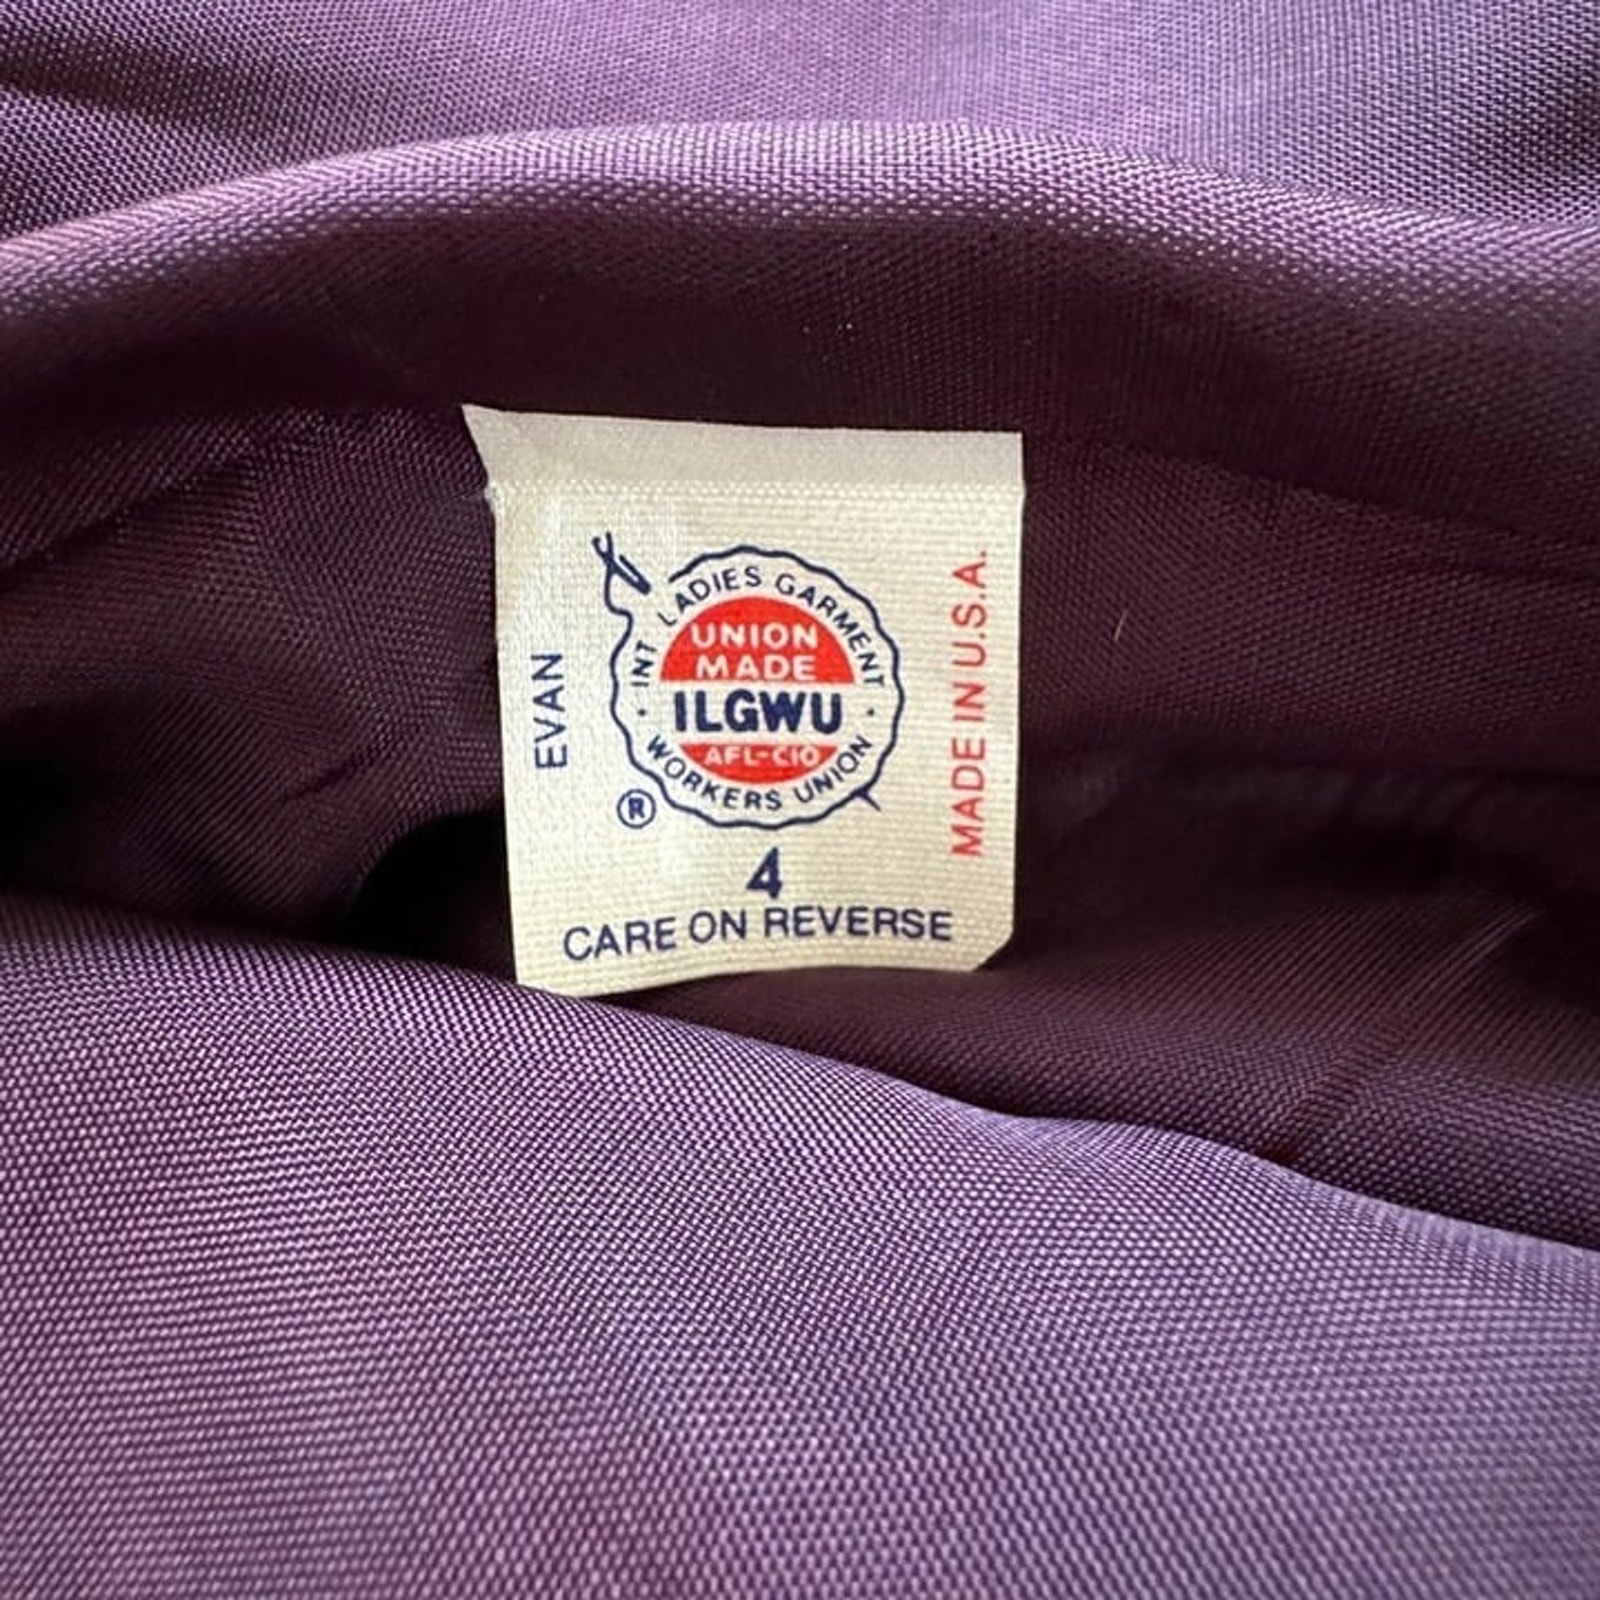 EVAN
INT LADIES GARMENT
UNION
MADE
ILGWU
AFL-CIO
WORKERS UNION
®
MADE IN U.S.A.
4
CARE ON REVERSE